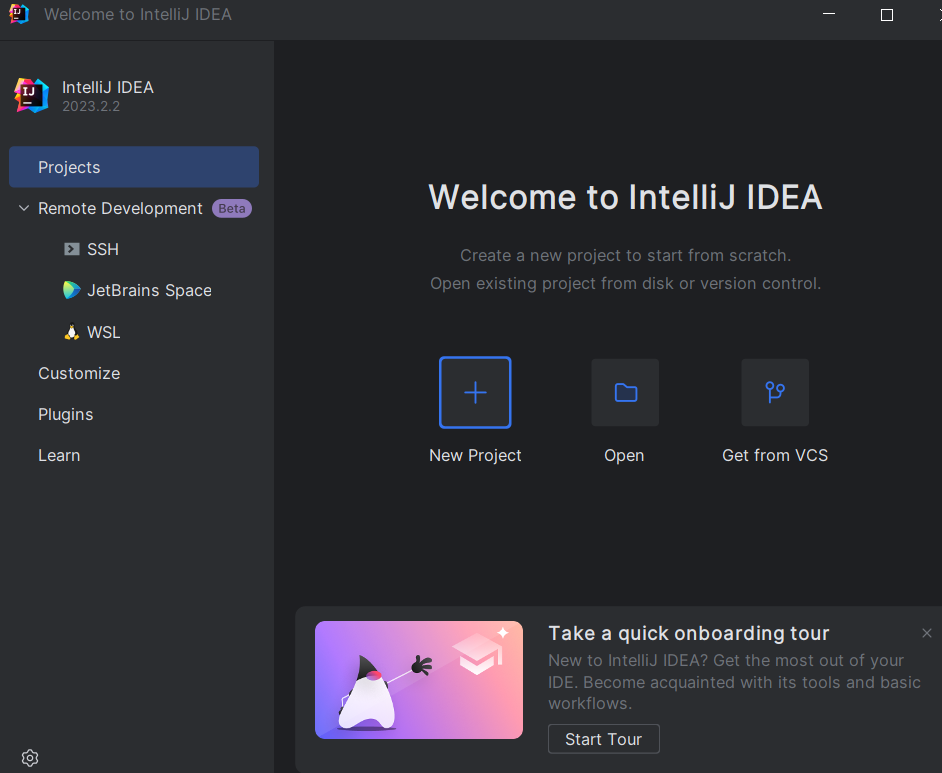 Welcome to IntelliJ IDEA
IntelliJ IDEA
2023.2.2
Projects
Remote Development Beta
SSH
JetBrains Space
WSL
Customize
Plugins
Learn
Welcome to IntelliJ IDEA
Create a new project to start from scratch.
Open existing project from disk or version control.
New Project
Open
Get from VCS
Take a quick onboarding tour
New to IntelliJ IDEA? Get the most out of your
IDE. Become acquainted with its tools and basic
workflows.
Start Tour